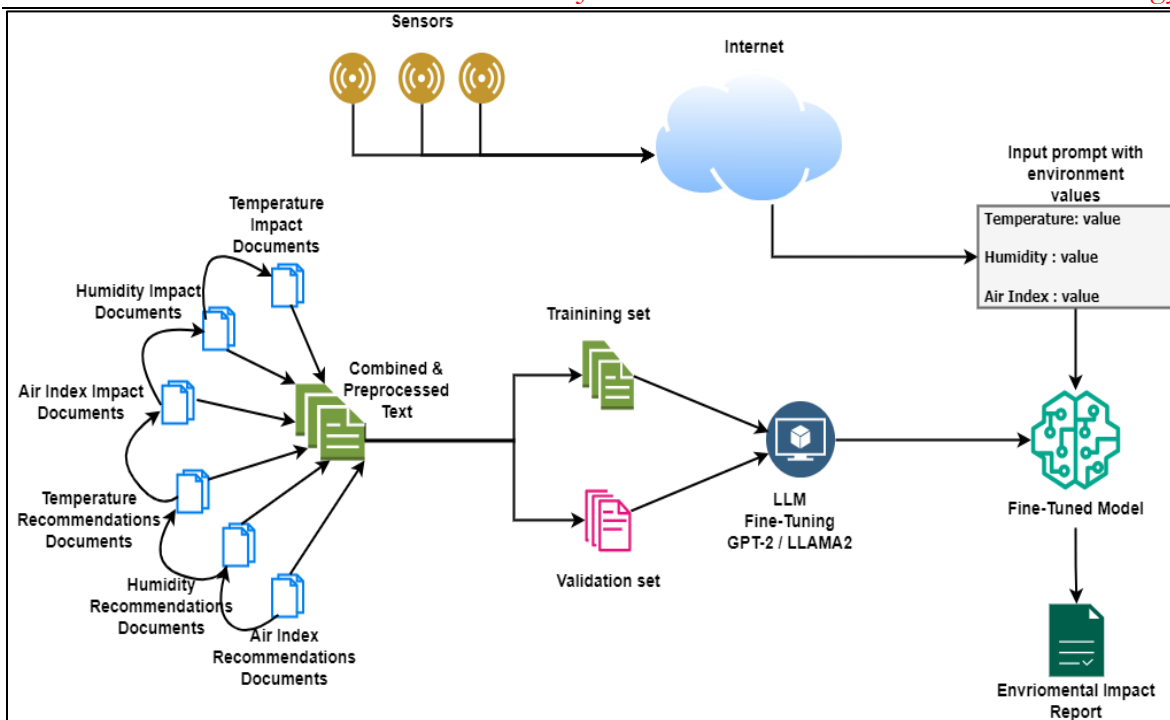 Sensors
Internet
Input prompt with
environment
values
Temperature: value
Humidity : value
Air Index : value
Temperature
Impact
Documents
Humidity Impact
Documents
Air Index Impact
Documents
Temperature
Recommendations
Documents
Humidity
Recommendations
Documents
Air Index
Recommendations
Documents
Combined &
Preprocessed
Text
Trainining set
Validation set
LLM
Fine-Tuning
GPT-2 / LLAMA2
Fine-Tuned Model
Enviromental Impact
Report